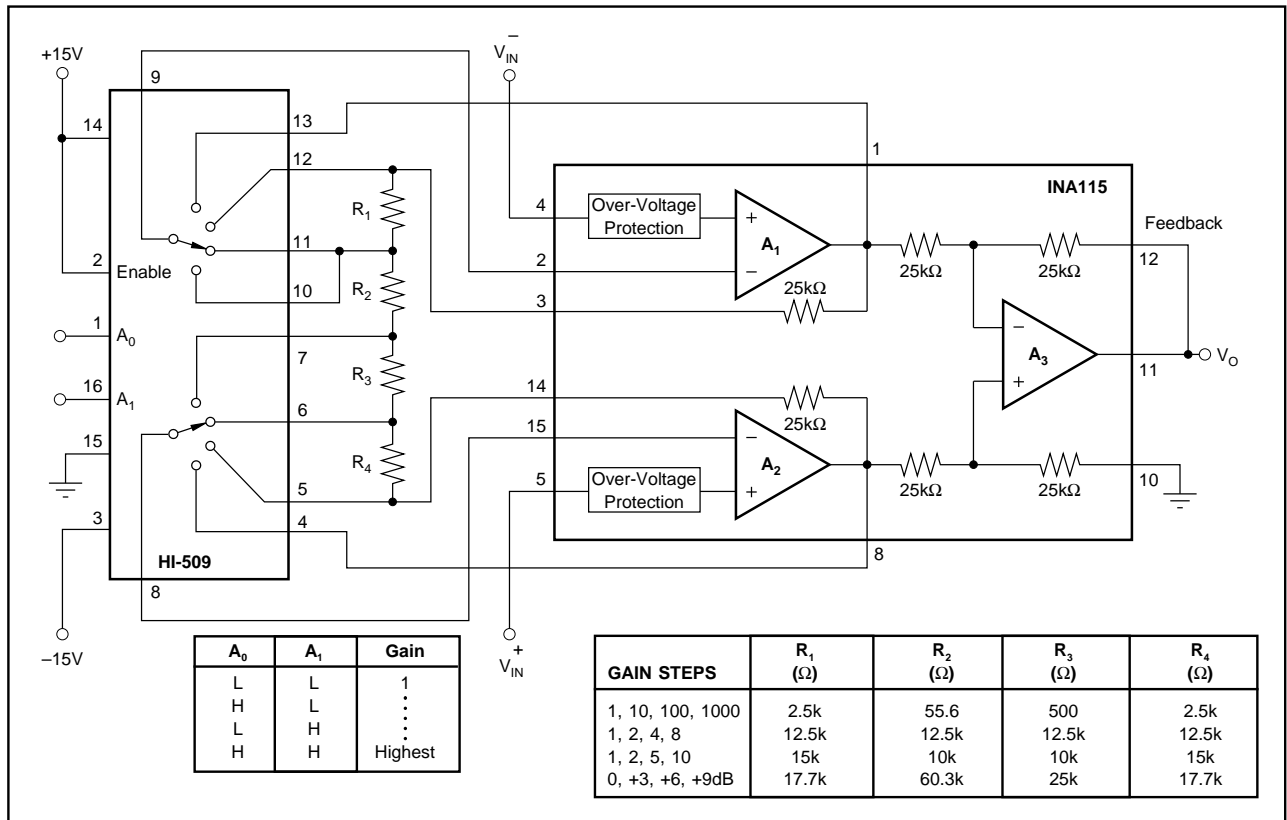 +15V
9
14
13
12
R1
11
2
Enable
10
R2
1
A0
7
R3
16
A1
6
15
R4
5
3
4
HI-509
8
–15V
V–IN
1
INA115
4
Over-Voltage
Protection
+
A1
–
2
25kΩ
25kΩ
Feedback
12
25kΩ
3
–
A3
+
VO
11
14
25kΩ
15
–
A2
+
5
Over-Voltage
Protection
25kΩ
25kΩ
10
8
V+IN
A0 A1 Gain
L L 1
H L
L H
H H Highest
GAIN STEPS R1 (Ω) R2 (Ω) R3 (Ω) R4 (Ω)
1, 10, 100, 1000 2.5k 55.6 500 2.5k
1, 2, 4, 8 12.5k 12.5k 12.5k 12.5k
1, 2, 5, 10 15k 10k 10k 15k
0, +3, +6, +9dB 17.7k 60.3k 25k 17.7k